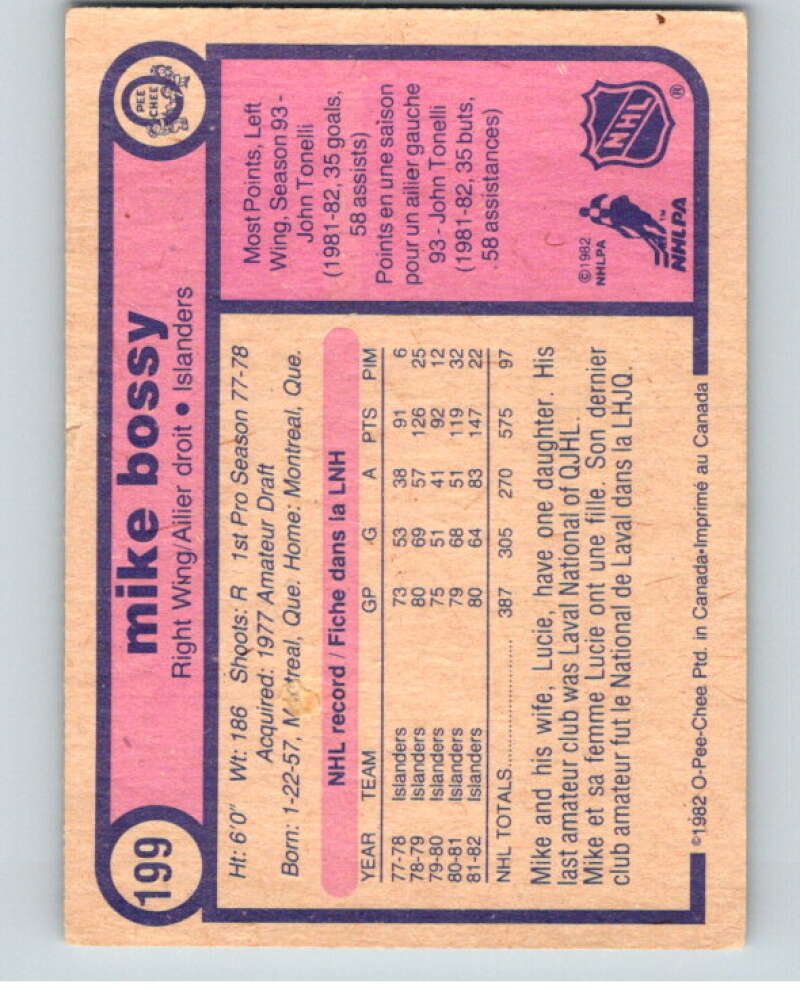 199
mike bossy
Right Wing/Ailier droit • Islanders
O
PEE
CHEE
Ht: 6'0" Wt: 186 Shoots: R 1st Pro Season 77-78
Acquired: 1977 Amateur Draft
Born: 1-22-57, Montreal, Que. Home: Montreal, Que.
NHL record / Fiche dans la LNH
YEAR TEAM GP G A PTS PIM
77-78 Islanders 73 53 38 91 6
78-79 Islanders 80 69 57 126 25
79-80 Islanders 75 51 41 92 12
80-81 Islanders 79 68 51 119 32
81-82 Islanders 80 64 83 147 22
NHL TOTALS.................... 387 305 270 575 97
Mike and his wife, Lucie, have one daughter. His
last amateur club was Laval National of QJHL.
Mike et sa femme Lucie ont une fille. Son dernier
club amateur fut le National de Laval dans la LHJQ.
©1982 O-Pee-Chee Ptd. in Canada•Imprimé au Canada
Most Points, Left
Wing, Season 93 -
John Tonelli
(1981-82, 35 goals,
58 assists)
Points en une saison
pour un ailier gauche
93 - John Tonelli
(1981-82, 35 buts,
58 assistances)
©1982
NHLPA
NHLPA™
NHL®